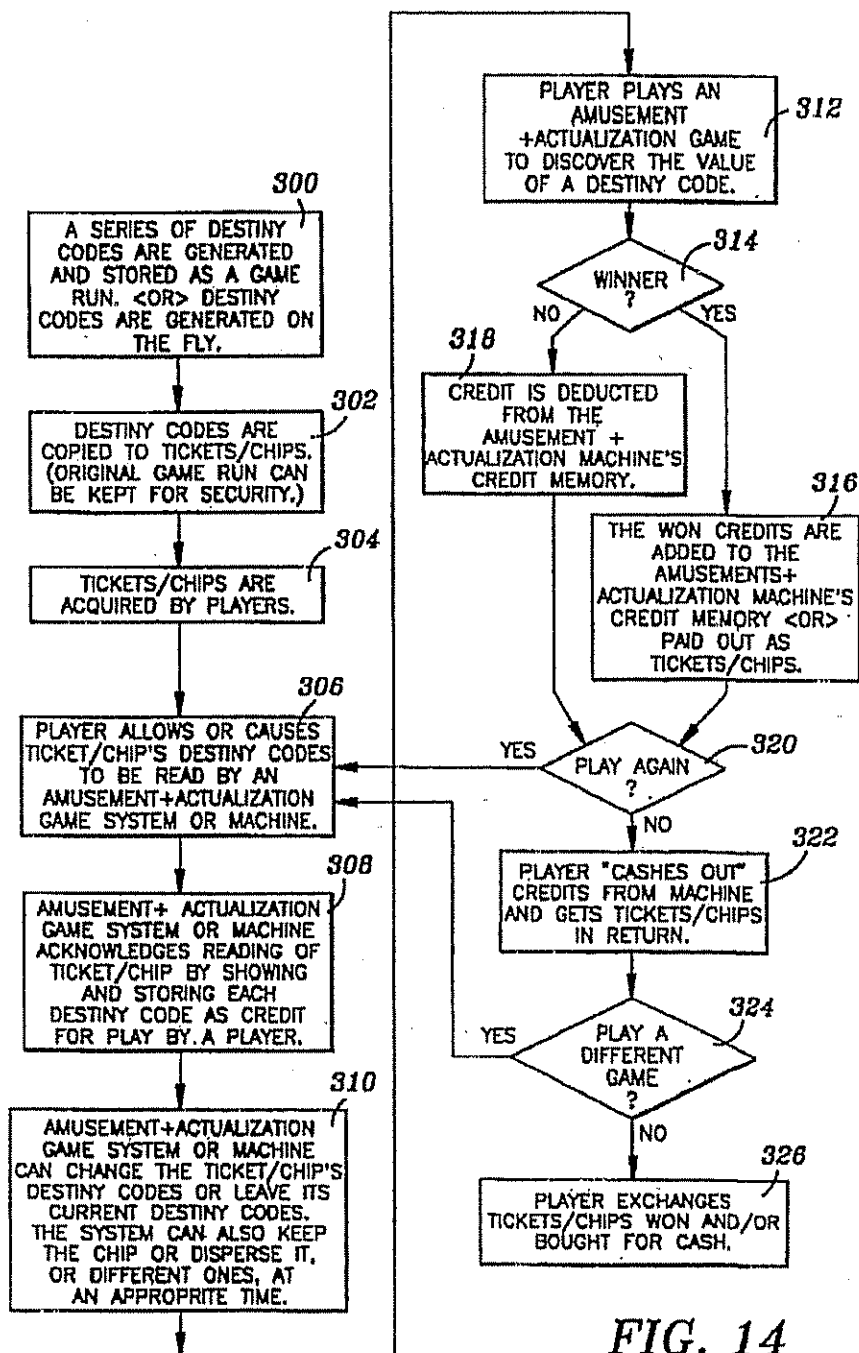 300
A SERIES OF DESTINY
CODES ARE GENERATED
AND STORED AS A GAME
RUN. <OR> DESTINY
CODES ARE GENERATED ON
THE FLY.
302
DESTINY CODES ARE
COPIED TO TICKETS/CHIPS.
(ORIGINAL GAME RUN CAN
BE KEPT FOR SECURITY.)
304
TICKETS/CHIPS ARE
ACQUIRED BY PLAYERS.
306
PLAYER ALLOWS OR CAUSES
TICKET/CHIP'S DESTINY CODES
TO BE READ BY AN
AMUSEMENT+ACTUALIZATION
GAME SYSTEM OR MACHINE.
308
AMUSEMENT+ ACTUALIZATION
GAME SYSTEM OR MACHINE
ACKNOWLEDGES READING OF
TICKET/CHIP BY SHOWING
AND STORING EACH
DESTINY CODE AS CREDIT
FOR PLAY BY.A PLAYER.
310
AMUSEMENT+ACTUALIZATION
GAME SYSTEM OR MACHINE
CAN CHANGE THE TICKET/CHIP'S
DESTINY CODES OR LEAVE ITS
CURRENT DESTINY CODES.
THE SYSTEM CAN ALSO KEEP
THE CHIP OR DISPERSE IT,
OR DIFFERENT ONES, AT
AN APPROPRITE TIME.
312
PLAYER PLAYS AN
AMUSEMENT
+ACTUALIZATION GAME
TO DISCOVER THE VALUE
OF A DESTINY CODE.
314
WINNER
?
NO
YES
318
CREDIT IS DEDUCTED
FROM THE
AMUSEMENT +
ACTUALIZATION MACHINE'S
CREDIT MEMORY.
316
THE WON CREDITS ARE
ADDED TO THE
AMUSEMENTS+
ACTUALIZATION MACHINE'S
CREDIT MEMORY <OR>
PAID OUT AS
TICKETS/CHIPS.
320
YES
PLAY AGAIN
?
NO
322
PLAYER "CASHES OUT"
CREDITS FROM MACHINE
AND GETS TICKETS/CHIPS
IN RETURN.
324
YES
PLAY A
DIFFERENT
GAME
?
NO
326
PLAYER EXCHANGES
TICKETS/CHIPS WON AND/OR
BOUGHT FOR CASH.
FIG. 14